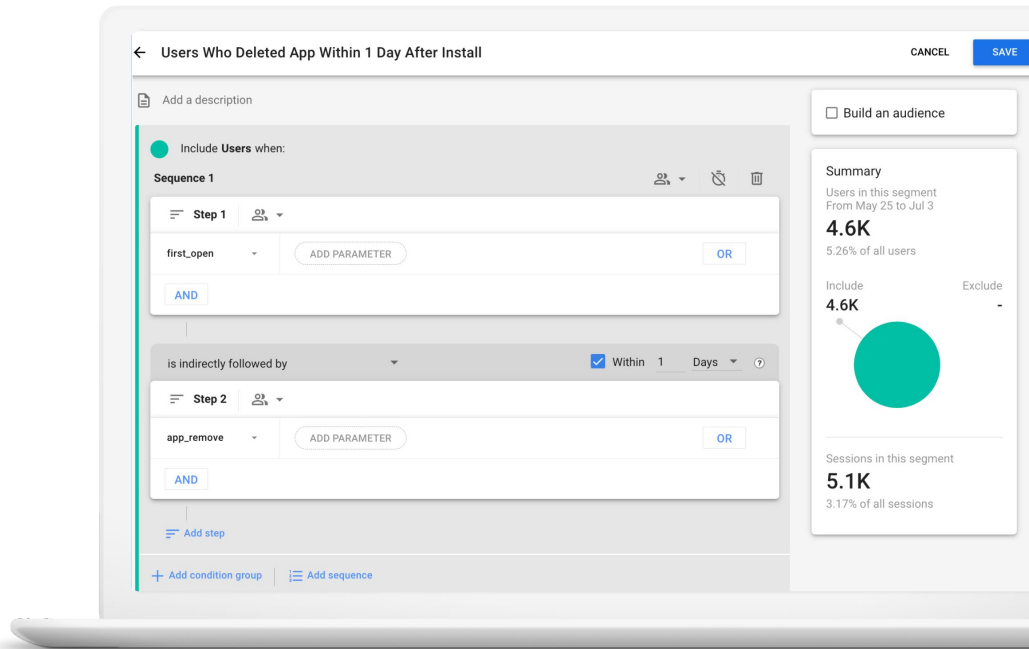 Users Who Deleted App Within 1 Day After Install
CANCEL
SAVE
Add a description
Include Users when:
Sequence 1
Step 1
first_open
ADD PARAMETER
OR
AND
is indirectly followed by
Within 1 Days
?
Step 2
app_remove
ADD PARAMETER
OR
AND
Add step
+ Add condition group
Add sequence
Build an audience
Summary
Users in this segment
From May 25 to Jul 3
4.6K
5.26% of all users
Include Exclude
4.6K -
Sessions in this segment
5.1K
3.17% of all sessions